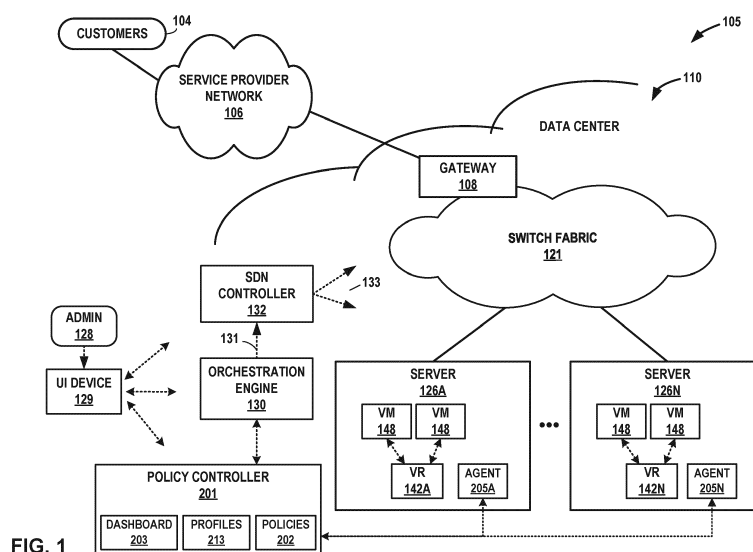 CUSTOMERS
104
105
SERVICE PROVIDER
NETWORK
106
110
DATA CENTER
GATEWAY
108
SWITCH FABRIC
121
SDN
CONTROLLER
132
133
ADMIN
128
131
UI DEVICE
129
ORCHESTRATION
ENGINE
130
SERVER
126A
VM
148
VM
148
VR
142A
AGENT
205A
•••
SERVER
126N
VM
148
VM
148
VR
142N
AGENT
205N
POLICY CONTROLLER
201
DASHBOARD
203
PROFILES
213
POLICIES
202
FIG. 1